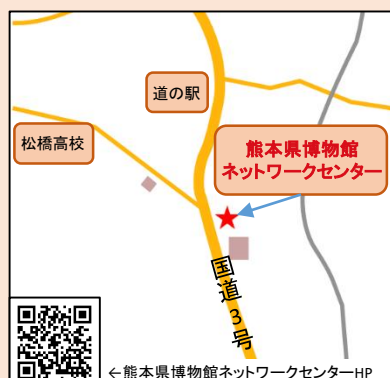 道の駅
松橋高校
熊本県博物館
ネットワークセンター
国道3号
←熊本県博物館ネットワークセンターHP